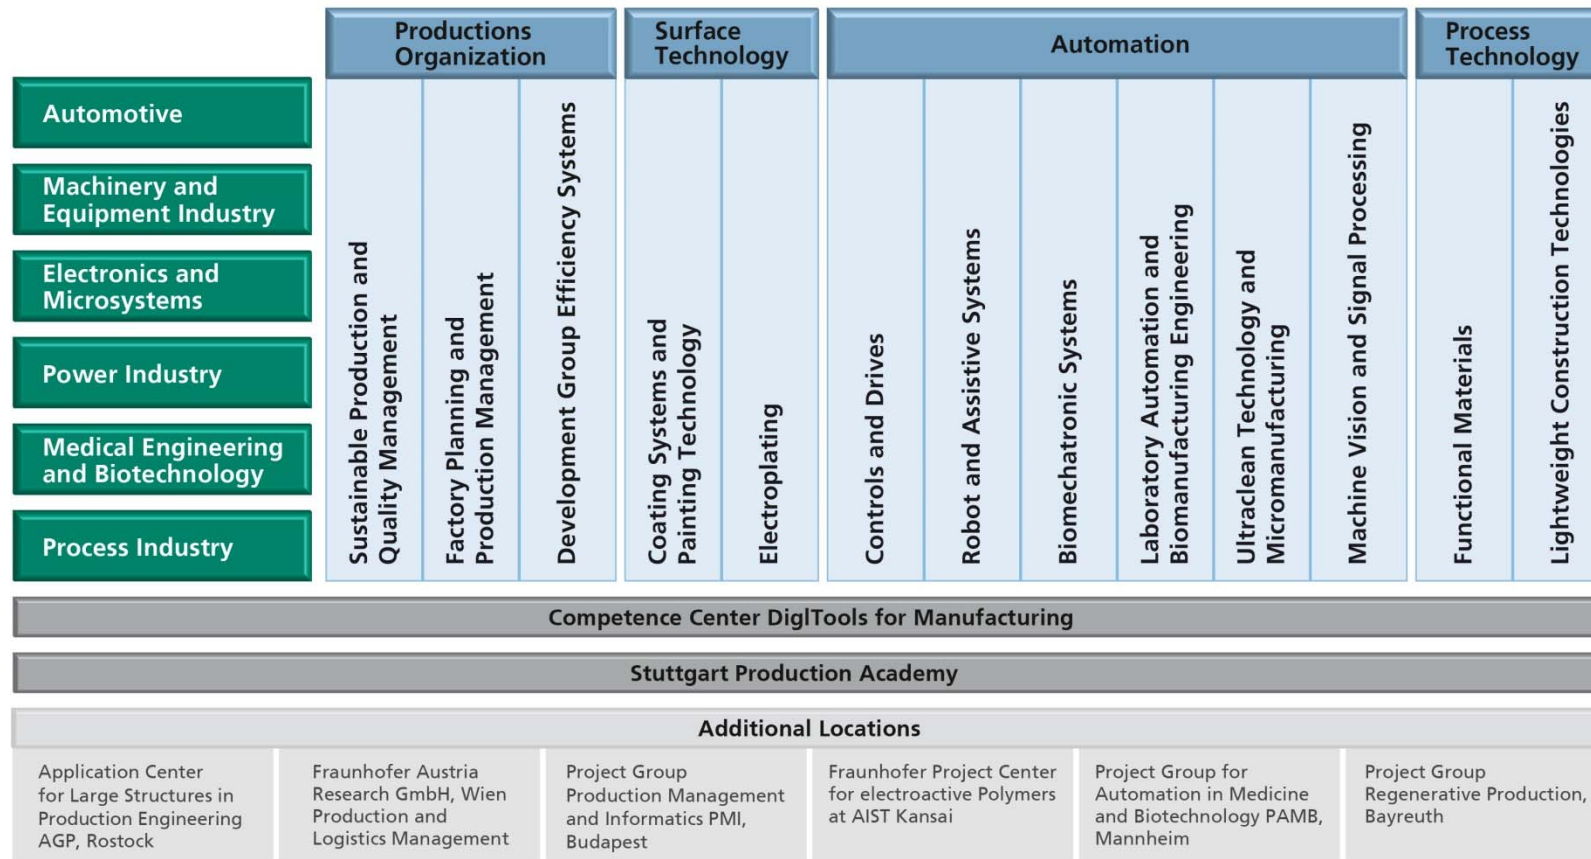 Productions
Organization
Surface
Technology
Automation
Process
Technology
Automotive
Machinery and
Equipment Industry
Electronics and
Microsystems
Power Industry
Medical Engineering
and Biotechnology
Process Industry
Sustainable Production and
Quality Management
Factory Planning and
Production Management
Development Group Efficiency Systems
Coating Systems and
Painting Technology
Electroplating
Controls and Drives
Robot and Assistive Systems
Biomechatronic Systems
Laboratory Automation and
Biomanufacturing Engineering
Ultraclean Technology and
Micromanufacturing
Machine Vision and Signal Processing
Functional Materials
Lightweight Construction Technologies
Competence Center DigITools for Manufacturing
Stuttgart Production Academy
Additional Locations
Application Center
for Large Structures in
Production Engineering
AGP, Rostock
Fraunhofer Austria
Research GmbH, Wien
Production and
Logistics Management
Project Group
Production Management
and Informatics PMI,
Budapest
Fraunhofer Project Center
for electroactive Polymers
at AIST Kansai
Project Group for
Automation in Medicine
and Biotechnology PAMB,
Mannheim
Project Group
Regenerative Production,
Bayreuth